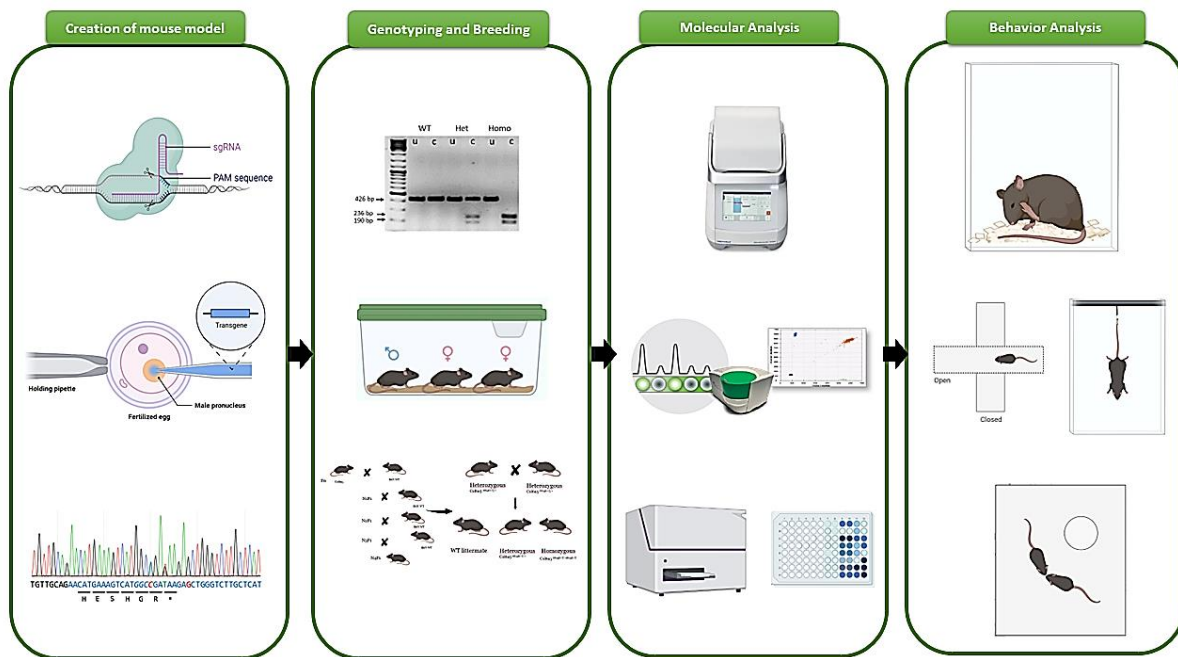 Creation of mouse model
sgRNA
PAM sequence
Transgene
Holding pipette
Male pronucleus
Fertilized egg
TGTTGCAGAACATGAAAGTCATGGCCGATAAGAGCTGGGTCTTGCTCAT
H E S H G R *
Genotyping and Breeding
WT Het Homo
U C U C U C
426 bp
236 bp
190 bp
Heterozygous
Heterozygous
WT littermate
Heterozygous
Homozygous
Molecular Analysis
Behavior Analysis
Open
Closed